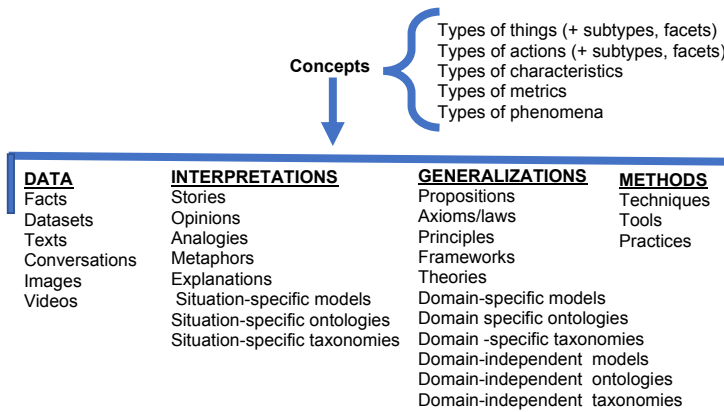 Concepts
Types of things (+ subtypes, facets)
Types of actions (+ subtypes, facets)
Types of characteristics
Types of metrics
Types of phenomena
DATA
Facts
Datasets
Texts
Conversations
Images
Videos
INTERPRETATIONS
Stories
Opinions
Analogies
Metaphors
Explanations
Situation-specific models
Situation-specific ontologies
Situation-specific taxonomies
GENERALIZATIONS
Propositions
Axioms/laws
Principles
Frameworks
Theories
Domain-specific models
Domain specific ontologies
Domain -specific taxonomies
Domain-independent models
Domain-independent ontologies
Domain-independent taxonomies
METHODS
Techniques
Tools
Practices